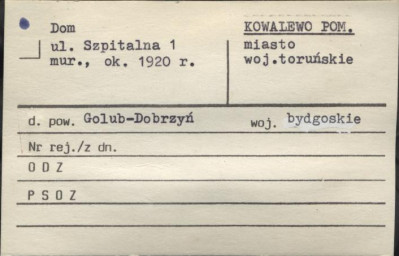 Dom
ul. Szpitalna 1
mur., ok. 1920 r.
KOWALEWO POM.
miasto
woj.toruńskie
d. pow. Golub-Dobrzyń woj. bydgoskie
Nr rej./z dn.
O D Z
P S O Z